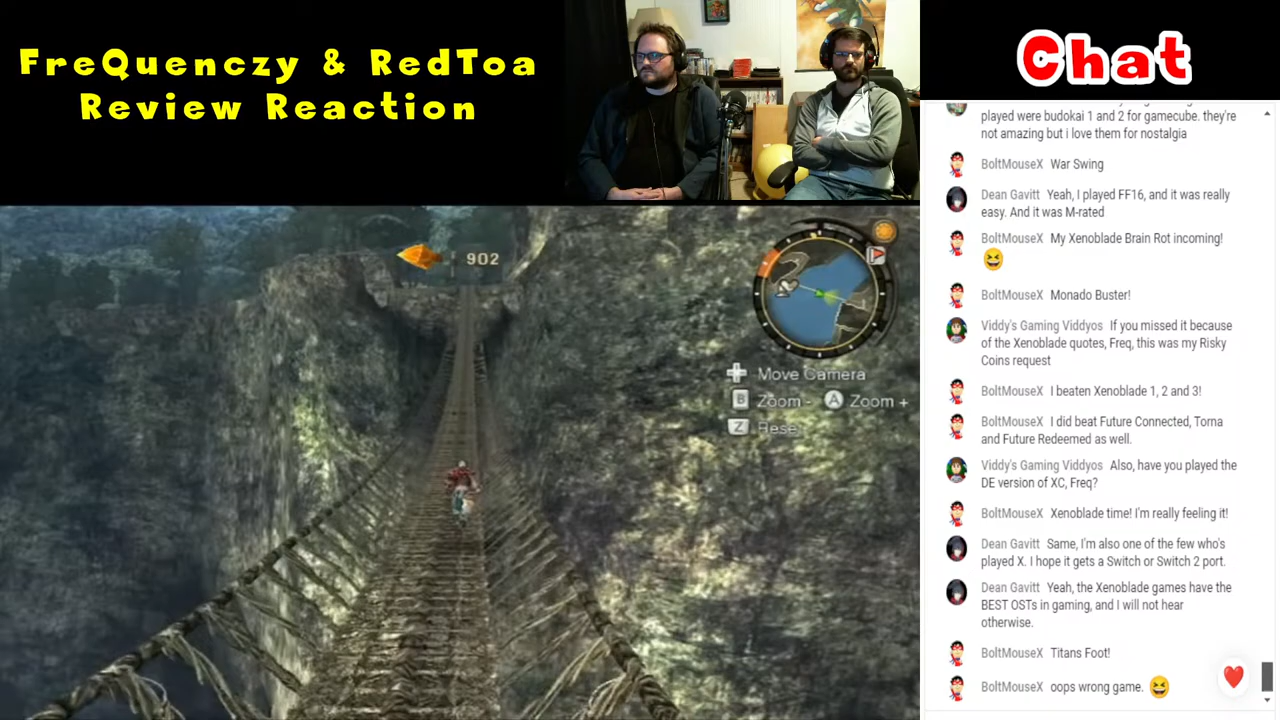 FreQuenczy & RedToa
Review Reaction
Chat
902
Move Camera
B Zoom - A Zoom +
Z Rese
played were budokai 1 and 2 for gamecube. they're
not amazing but i love them for nostalgia
BoltMouseX War Swing
Dean Gavitt Yeah, I played FF16, and it was really
easy. And it was M-rated
BoltMouseX My Xenoblade Brain Rot incoming!
BoltMouseX Monado Buster!
Viddy's Gaming Viddyos If you missed it because
of the Xenoblade quotes, Freq, this was my Risky
Coins request
BoltMouseX I beaten Xenoblade 1, 2 and 3!
BoltMouseX I did beat Future Connected, Torna
and Future Redeemed as well.
Viddy's Gaming Viddyos Also, have you played the
DE version of XC, Freq?
BoltMouseX Xenoblade time! I'm really feeling it!
Dean Gavitt Same, I'm also one of the few who's
played X. I hope it gets a Switch or Switch 2 port.
Dean Gavitt Yeah, the Xenoblade games have the
BEST OSTs in gaming, and I will not hear
otherwise.
BoltMouseX Titans Foot!
BoltMouseX oops wrong game.